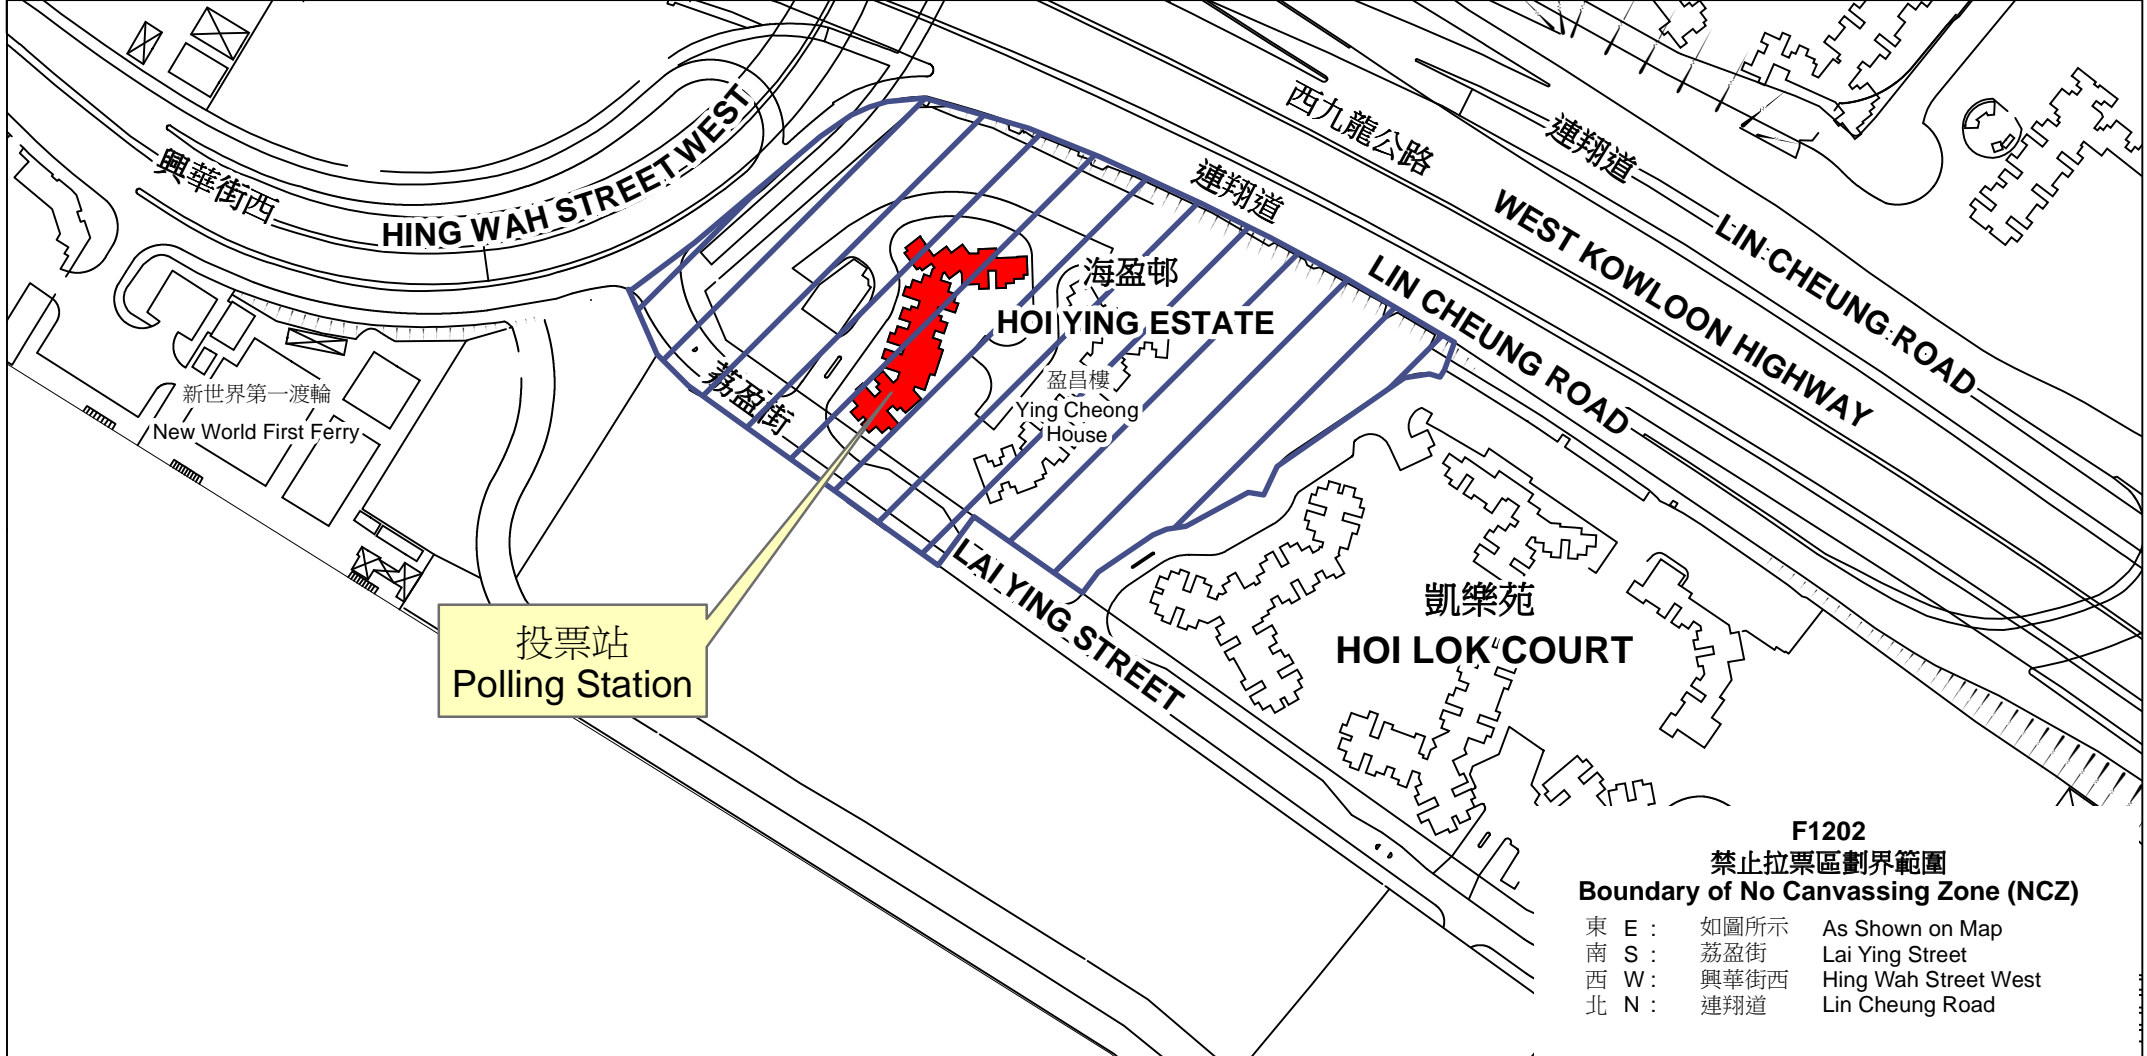 西九龍公路
連翔道
連翔道
興華街西
HING WAH STREET WEST
WEST KOWLOON HIGHWAY
LIN CHEUNG ROAD
LIN CHEUNG ROAD
海盈邨
HOI YING ESTATE
盈昌樓
Ying Cheong
House
新世界第一渡輪
New World First Ferry
荔盈街
LAI YING STREET
凱樂苑
HOI LOK COURT
投票站
Polling Station
F1202
禁止拉票區劃界範圍
Boundary of No Canvassing Zone (NCZ)
東 E : 如圖所示 As Shown on Map
南 S : 荔盈街 Lai Ying Street
西 W : 興華街西 Hing Wah Street West
北 N : 連翔道 Lin Cheung Road